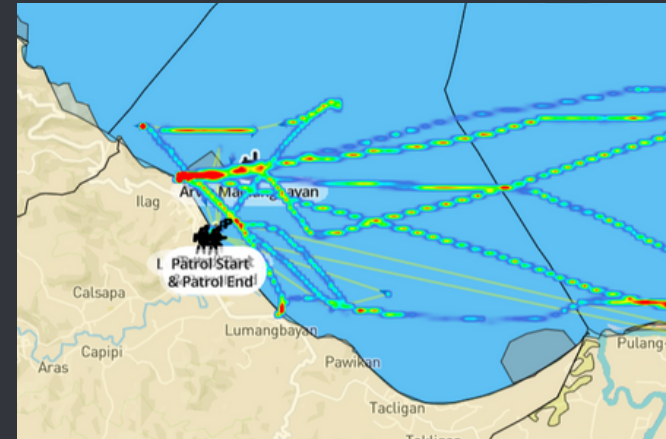 Ilag
Patrol Start
& Patrol End
Calsapa
Lumangbayan
Capipi
Aras
Pawikan
Pulang-
Tacligan